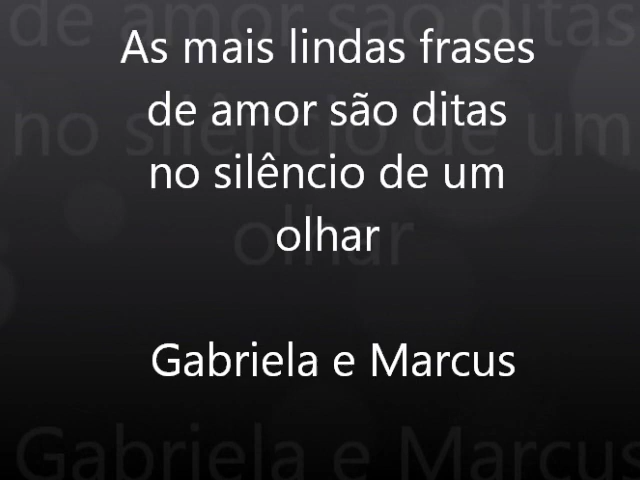 As mais lindas frases
de amor são ditas
no silêncio de um
olhar
Gabriela e Marcus